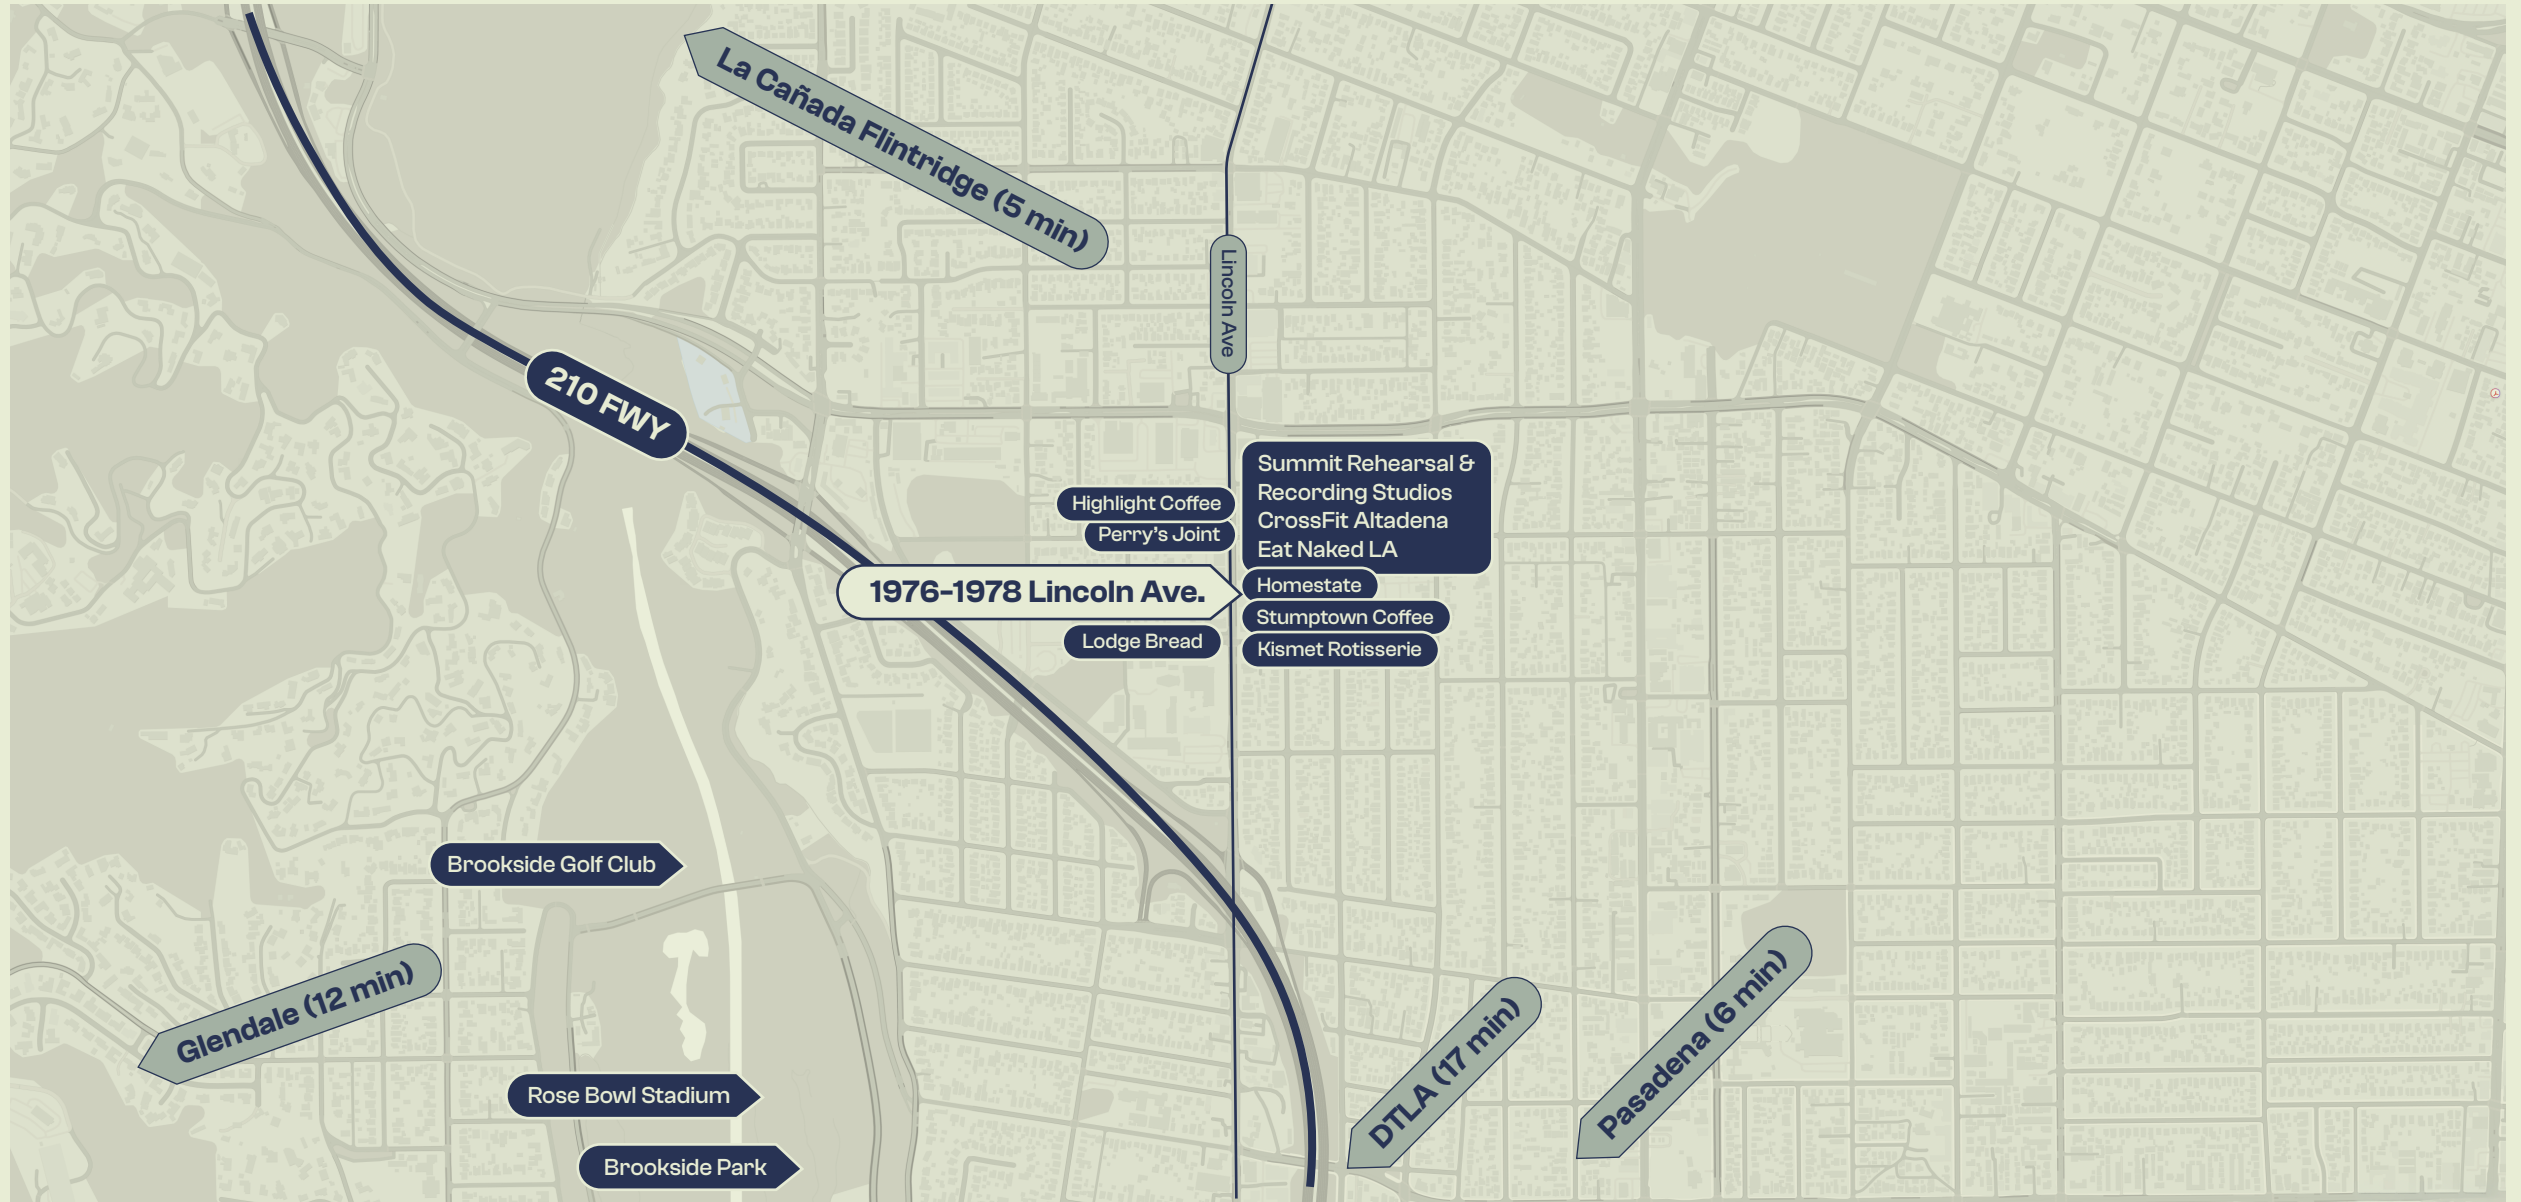 La Cañada Flintridge (5 min)
Lincoln Ave
210 FWY
Summit Rehearsal &
Recording Studios
CrossFit Altadena
Eat Naked LA
Highlight Coffee
Perry's Joint
1976-1978 Lincoln Ave.
Homestate
Stumptown Coffee
Lodge Bread
Kismet Rotisserie
Brookside Golf Club
Glendale (12 min)
DTLA (17 min)
Pasadena (6 min)
Rose Bowl Stadium
Brookside Park